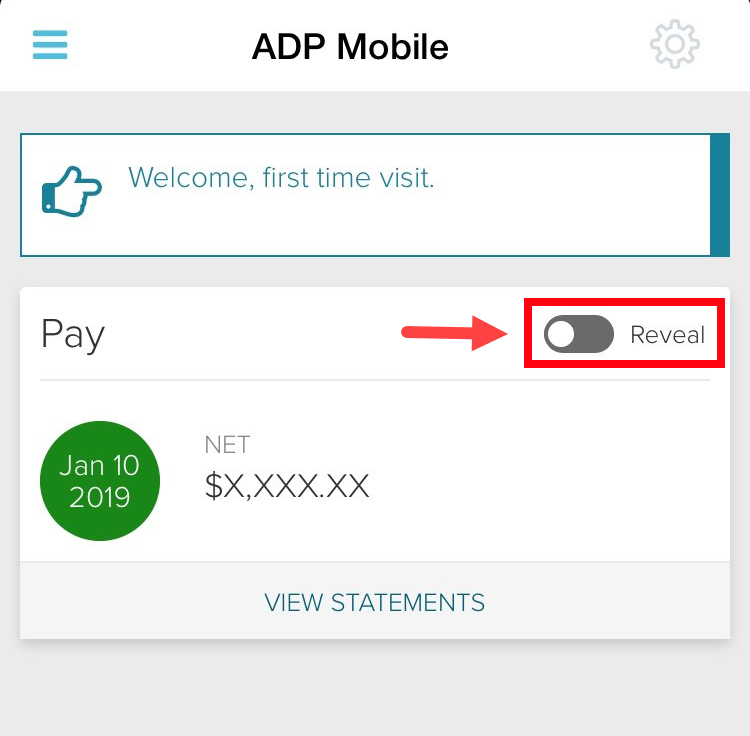 ADP Mobile
Welcome, first time visit.
Pay
Reveal
Jan 10
2019
NET
$X,XXX.XX
VIEW STATEMENTS